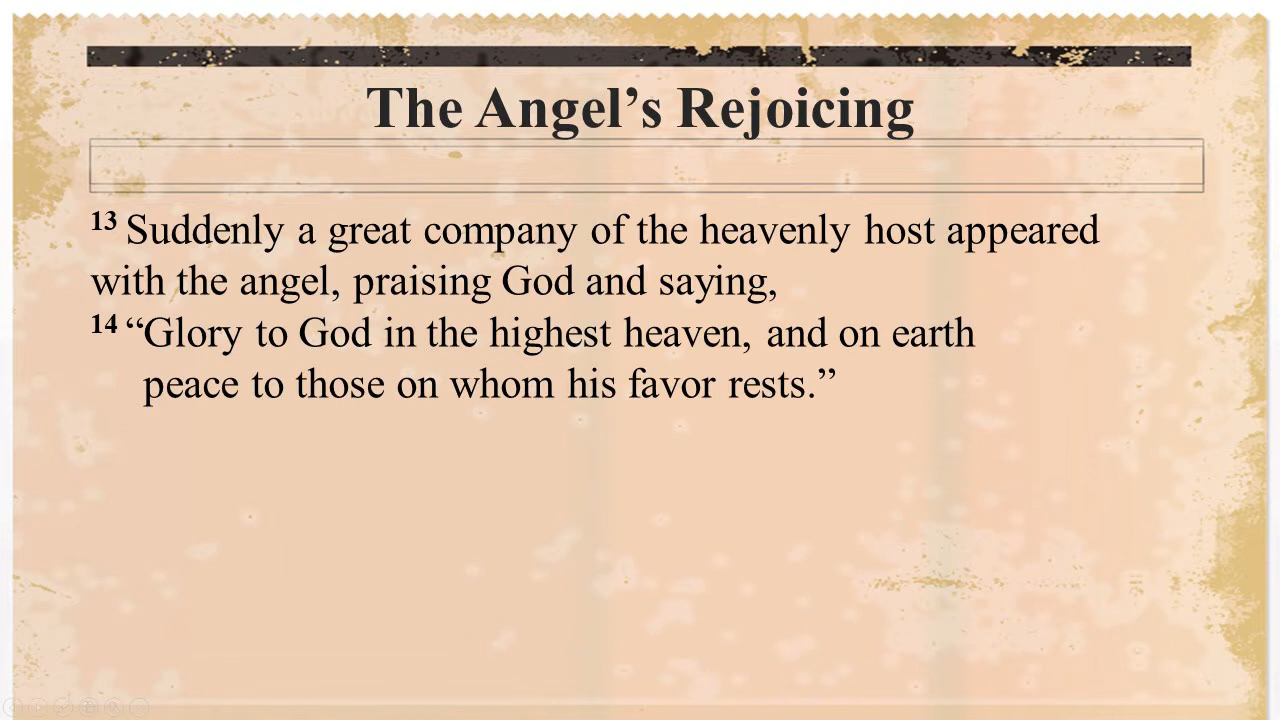 The Angel’s Rejoicing
13 Suddenly a great company of the heavenly host appeared
with the angel, praising God and saying,
14 “Glory to God in the highest heaven, and on earth
peace to those on whom his favor rests.”